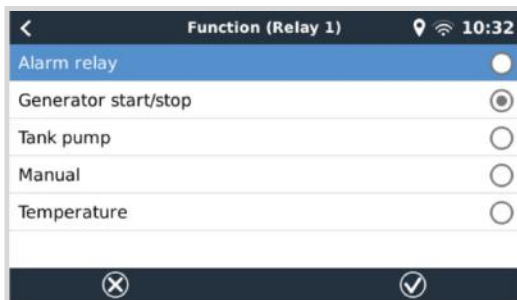 Function (Relay 1) 10:32
Alarm relay
Generator start/stop
Tank pump
Manual
Temperature